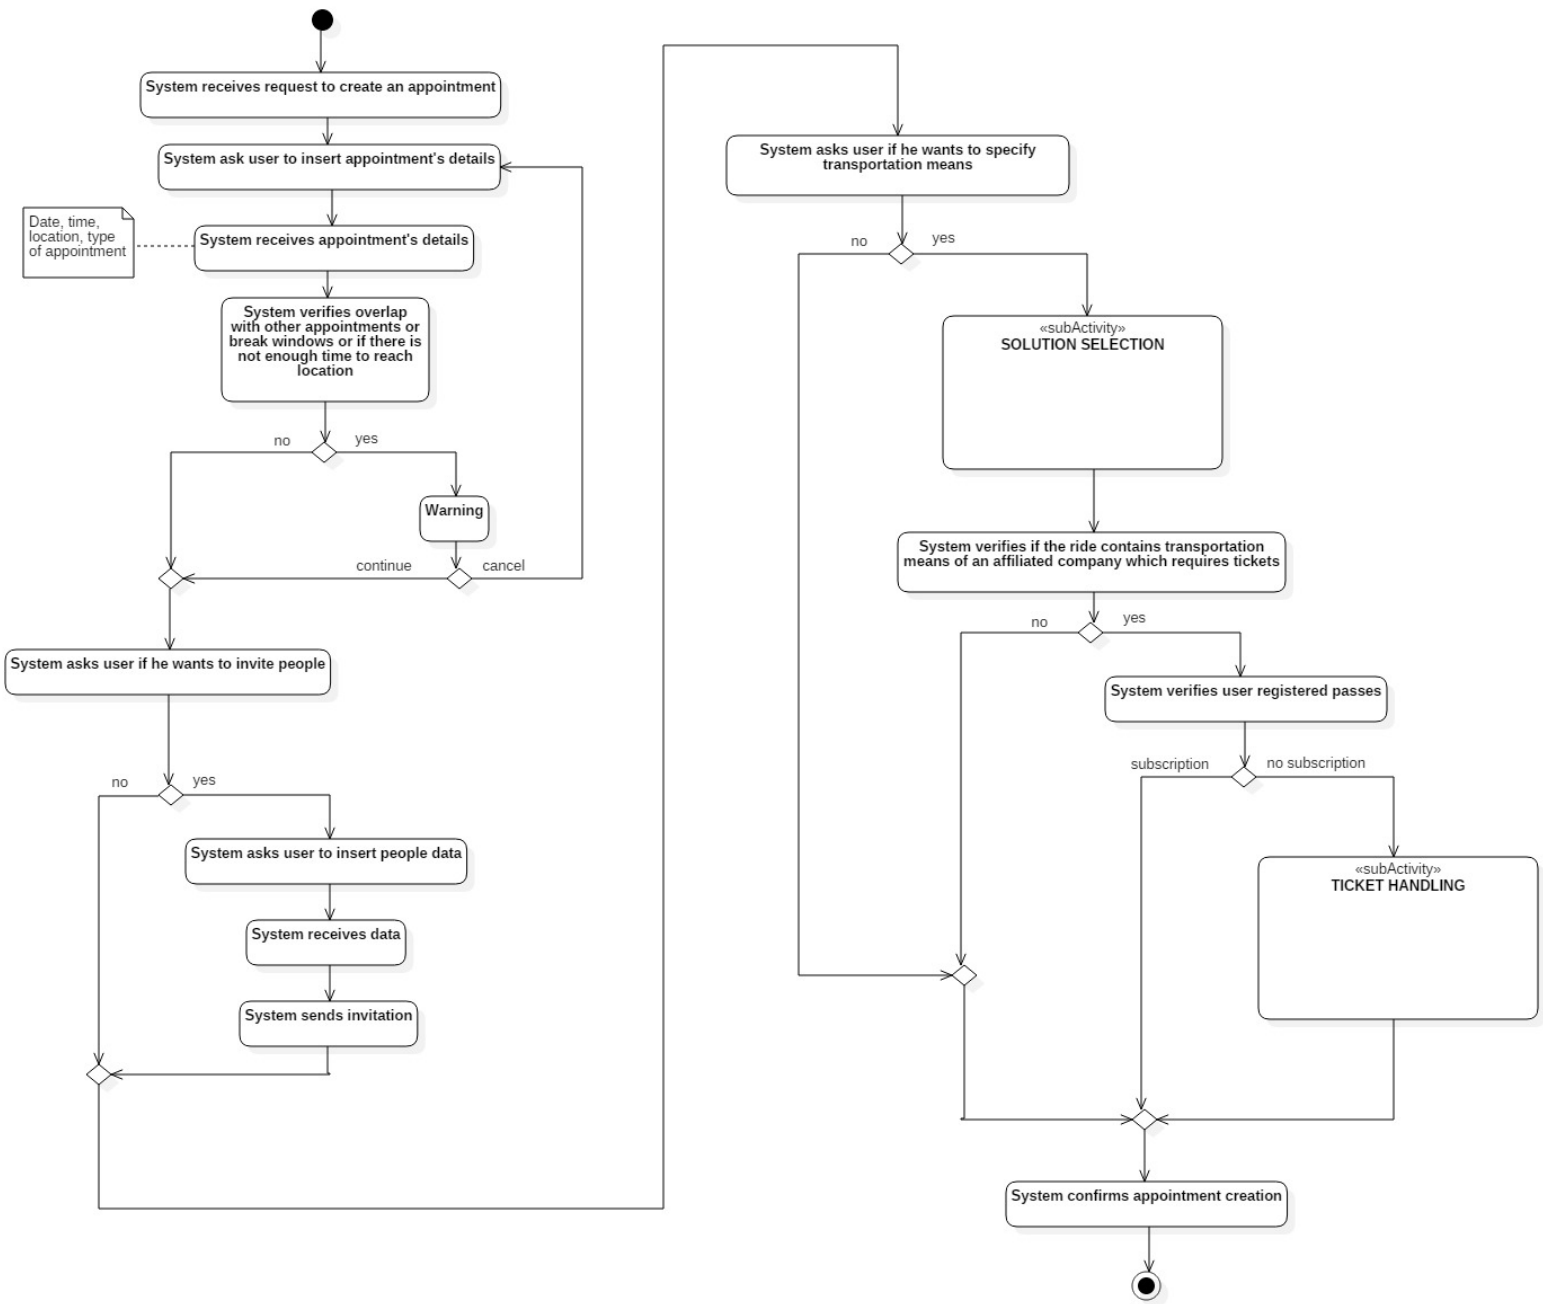 System receives request to create an appointment
System ask user to insert appointment's details
Date, time,
location, type
of appointment
System receives appointment's details
System verifies overlap
with other appointments or
break windows or if there is
not enough time to reach
location
no
yes
Warning
continue
cancel
System asks user if he wants to invite people
no
yes
System asks user to insert people data
System receives data
System sends invitation
System asks user if he wants to specify
transportation means
no
yes
«subActivity»
SOLUTION SELECTION
System verifies if the ride contains transportation
means of an affiliated company which requires tickets
no
yes
System verifies user registered passes
subscription
no subscription
«subActivity»
TICKET HANDLING
System confirms appointment creation